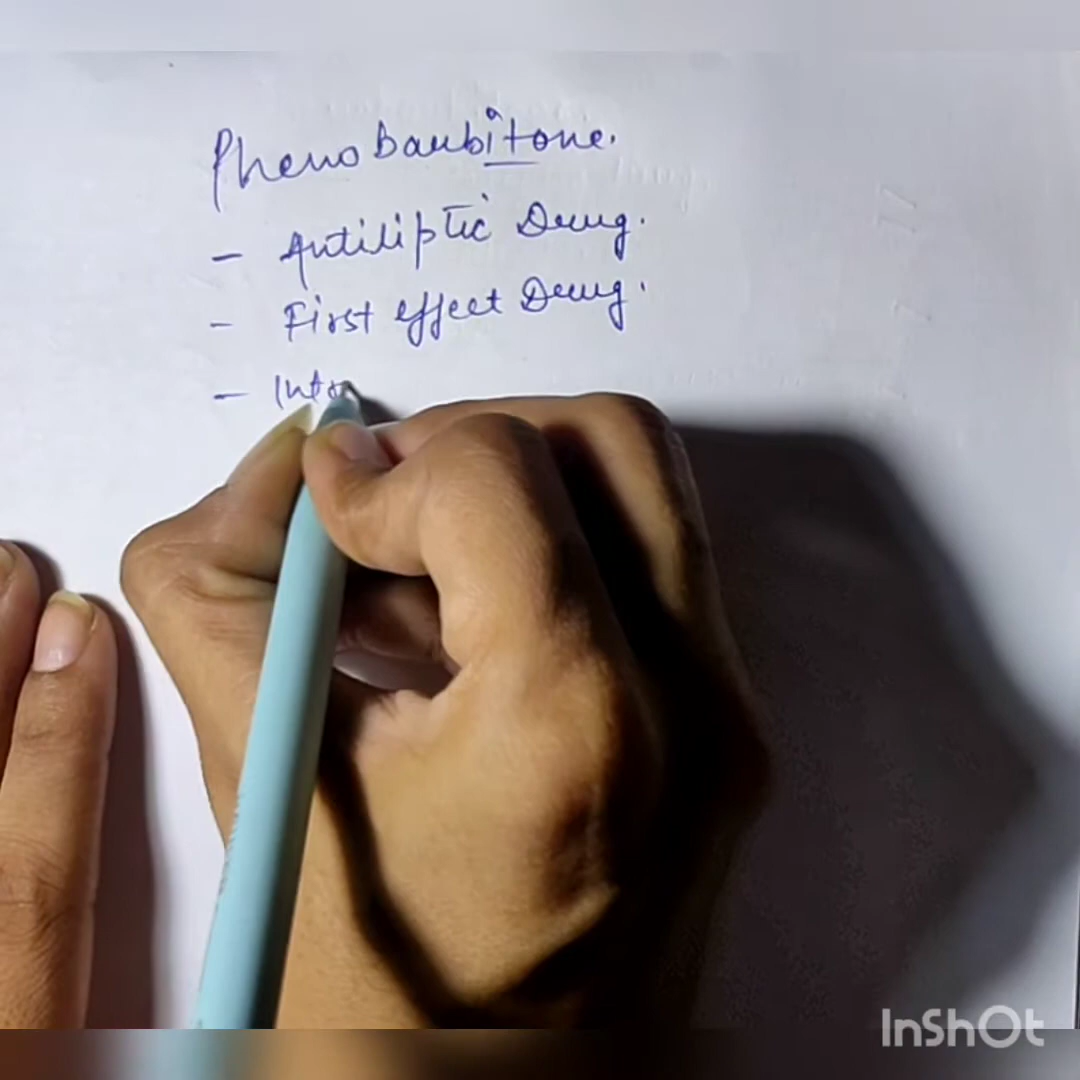 Phenobarbitone.
- Antiliptic Drug.
- First effect Drug.
- Into
InShOt